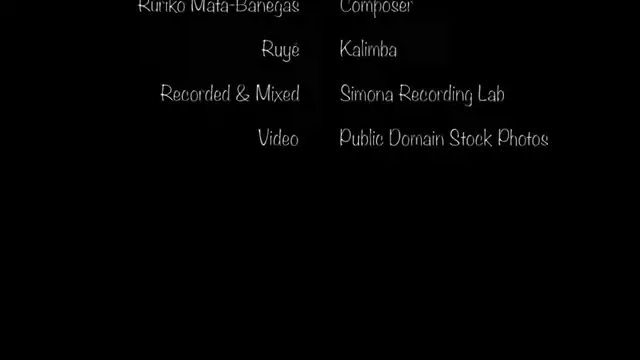 Ruriko Mata-Banegas Composer
Ruyé Kalimba
Recorded & Mixed Simona Recording Lab
Video Public Domain Stock Photos